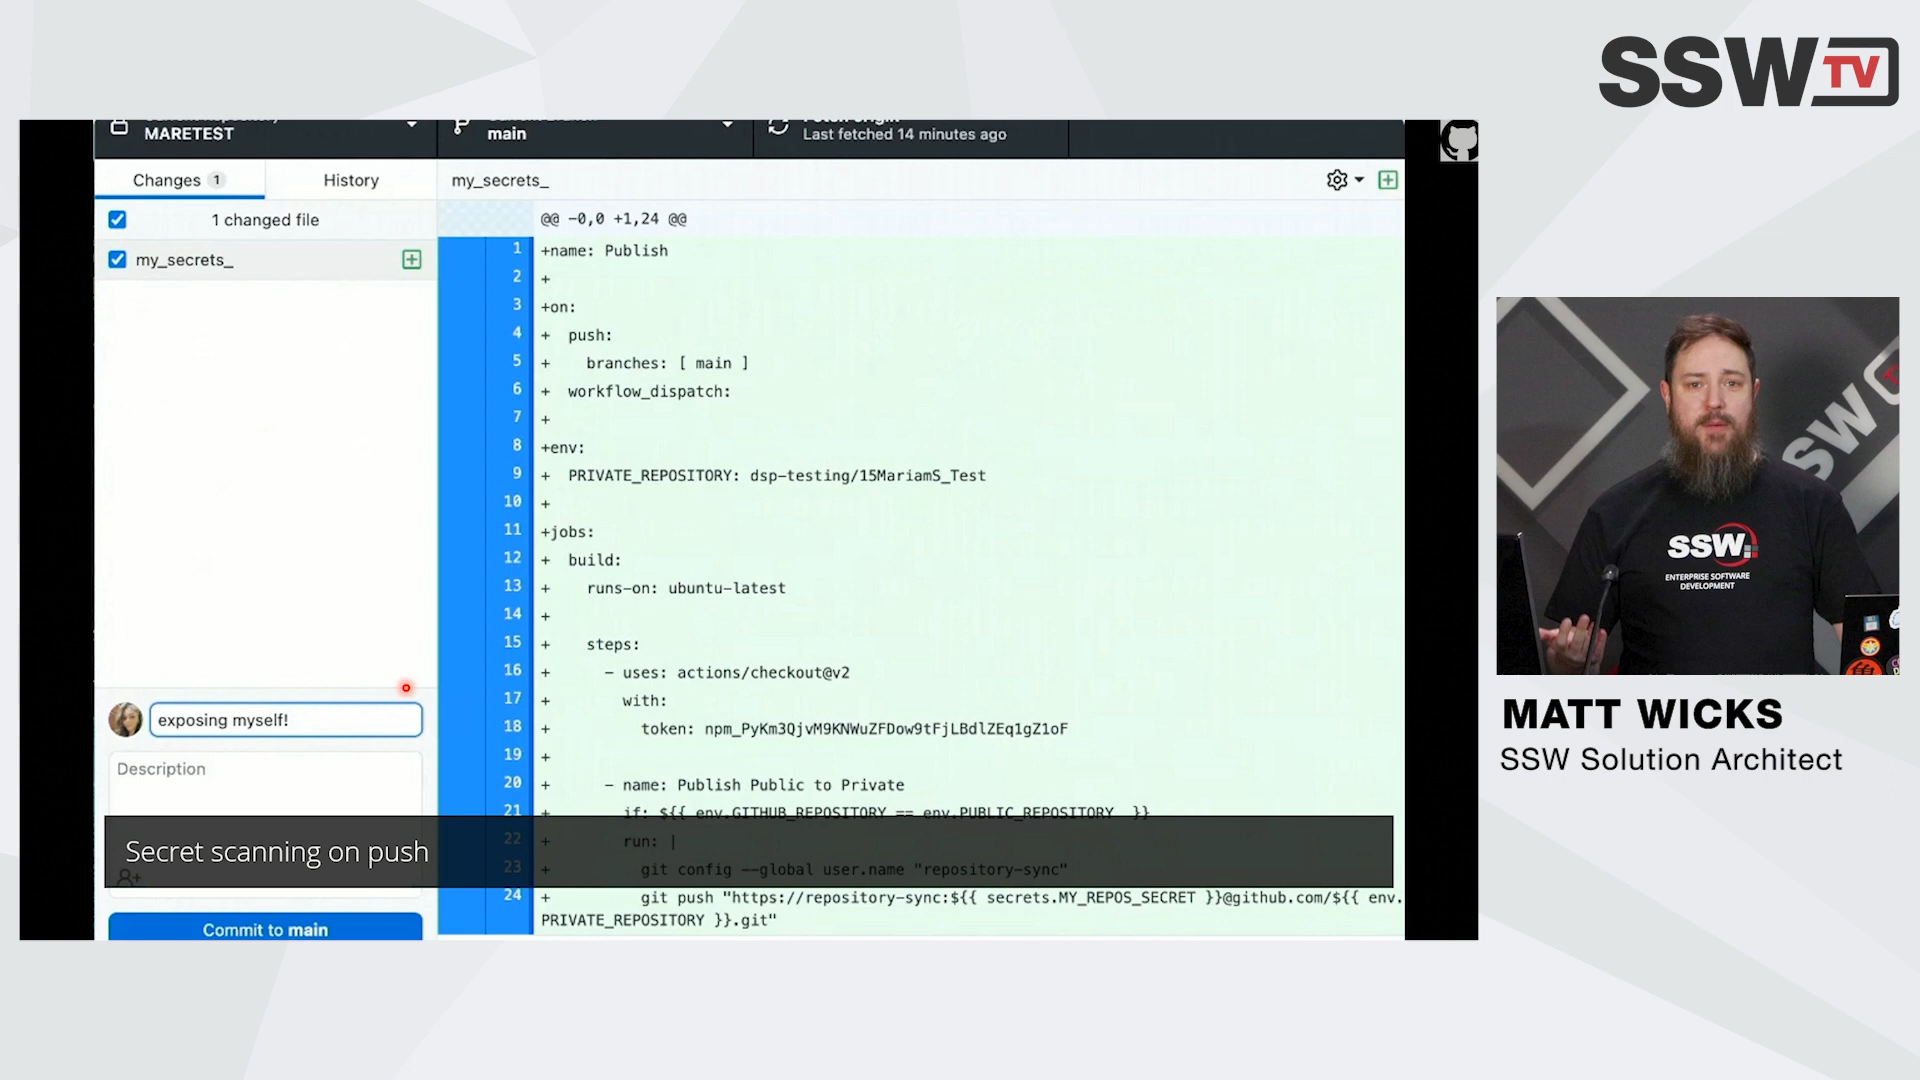 SSW TV
MARETEST
main
Last fetched 14 minutes ago
Changes 1
History
my_secrets_
1 changed file
@@ -0,0 +1,24 @@
my_secrets_
1 +name: Publish
2 +
3 +on:
4 + push:
5 + branches: [ main ]
6 + workflow_dispatch:
7 +
8 +env:
9 + PRIVATE_REPOSITORY: dsp-testing/15MariamS_Test
10 +
11 +jobs:
12 + build:
13 + runs-on: ubuntu-latest
14 +
15 + steps:
16 + - uses: actions/checkout@v2
17 + with:
18 + token: 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
19 +
20 + - name: Publish Public to Private
21 + if: ${{ env.GITHUB_REPOSITORY == env.PUBLIC_REPOSITORY }}
22 + run: |
23 + git config --global user.name "repository-sync"
24 + git push "https://repository-sync:${{ secrets.MY_REPOS_SECRET }}@github.com/${{ env.
PRIVATE_REPOSITORY }}.git"
exposing myself!
Description
Secret scanning on push
Commit to main
SSW
SSW
ENTERPRISE SOFTWARE
DEVELOPMENT
MATT WICKS
SSW Solution Architect